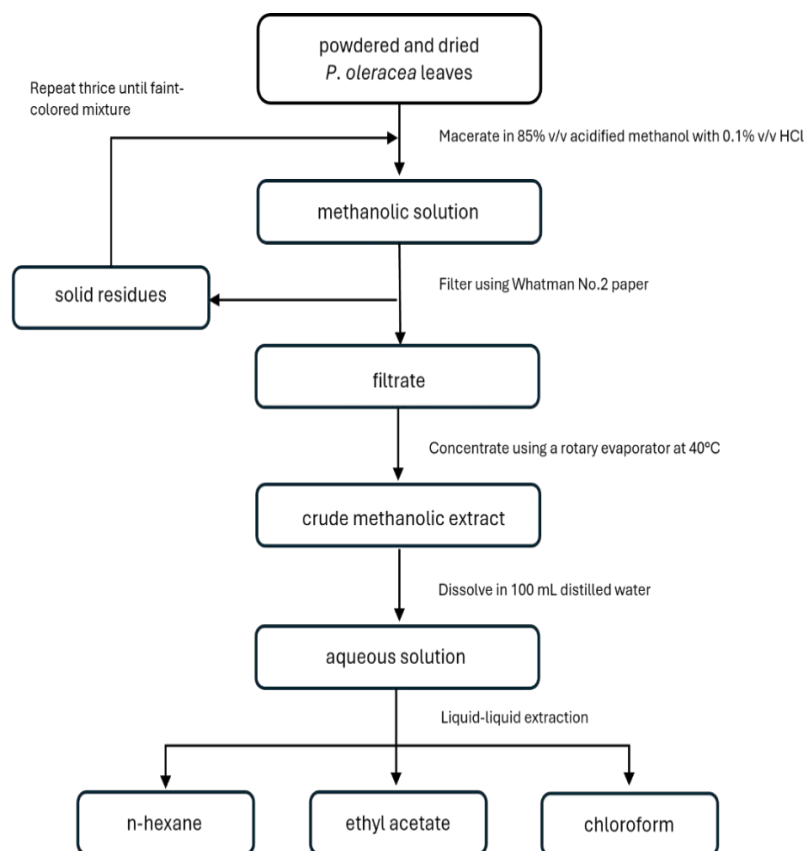 powdered and dried
P. oleracea leaves
Repeat thrice until faint-
colored mixture
Macerate in 85% v/v acidified methanol with 0.1% v/v HCl
methanolic solution
solid residues
Filter using Whatman No.2 paper
filtrate
Concentrate using a rotary evaporator at 40°C
crude methanolic extract
Dissolve in 100 mL distilled water
aqueous solution
Liquid-liquid extraction
n-hexane
ethyl acetate
chloroform